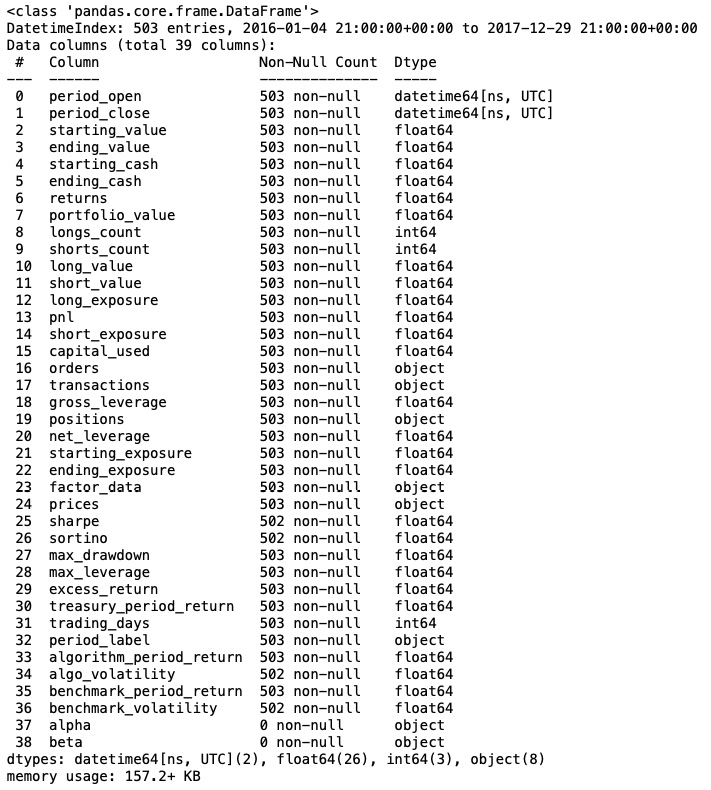 <class 'pandas.core.frame.DataFrame'>
DatetimeIndex: 503 entries, 2016-01-04 21:00:00+00:00 to 2017-12-29 21:00:00+00:00
Data columns (total 39 columns):
 #   Column                   Non-Null Count  Dtype
---  ------                   --------------  -----
 0   period_open              503 non-null    datetime64[ns, UTC]
 1   period_close             503 non-null    datetime64[ns, UTC]
 2   starting_value           503 non-null    float64
 3   ending_value             503 non-null    float64
 4   starting_cash            503 non-null    float64
 5   ending_cash              503 non-null    float64
 6   returns                  503 non-null    float64
 7   portfolio_value          503 non-null    float64
 8   longs_count              503 non-null    int64
 9   shorts_count             503 non-null    int64
 10  long_value               503 non-null    float64
 11  short_value              503 non-null    float64
 12  long_exposure            503 non-null    float64
 13  pnl                      503 non-null    float64
 14  short_exposure           503 non-null    float64
 15  capital_used             503 non-null    float64
 16  orders                   503 non-null    object
 17  transactions             503 non-null    object
 18  gross_leverage           503 non-null    float64
 19  positions                503 non-null    object
 20  net_leverage             503 non-null    float64
 21  starting_exposure        503 non-null    float64
 22  ending_exposure          503 non-null    float64
 23  factor_data              503 non-null    object
 24  prices                   503 non-null    object
 25  sharpe                   502 non-null    float64
 26  sortino                  502 non-null    float64
 27  max_drawdown             503 non-null    float64
 28  max_leverage             503 non-null    float64
 29  excess_return            503 non-null    float64
 30  treasury_period_return   503 non-null    float64
 31  trading_days             503 non-null    int64
 32  period_label             503 non-null    object
 33  algorithm_period_return  503 non-null    float64
 34  algo_volatility          502 non-null    float64
 35  benchmark_period_return  503 non-null    float64
 36  benchmark_volatility     502 non-null    float64
 37  alpha                    0 non-null      object
 38  beta                     0 non-null      object
dtypes: datetime64[ns, UTC](2), float64(26), int64(3), object(8)
memory usage: 157.2+ KB